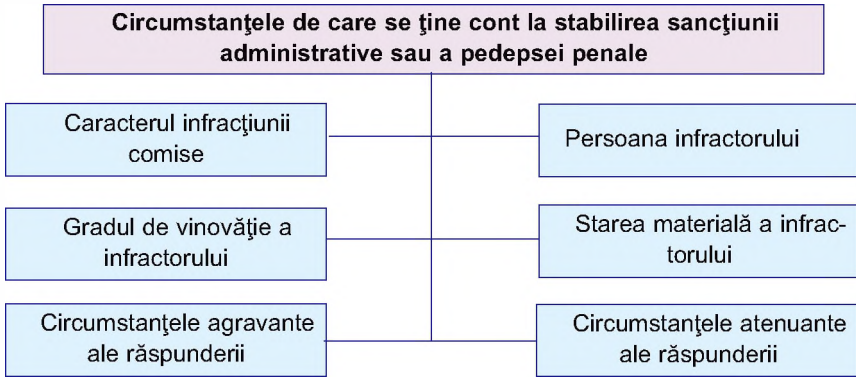 Circumstanţele de care se ţine cont la stabilirea sancţiunii
administrative sau a pedepsei penale
Caracterul infracţiunii
comise
Persoana infractorului
Gradul de vinovăţie a
infractorului
Starea materială a infrac-
torului
Circumstanţele agravante
ale răspunderii
Circumstanţele atenuante
ale răspunderii